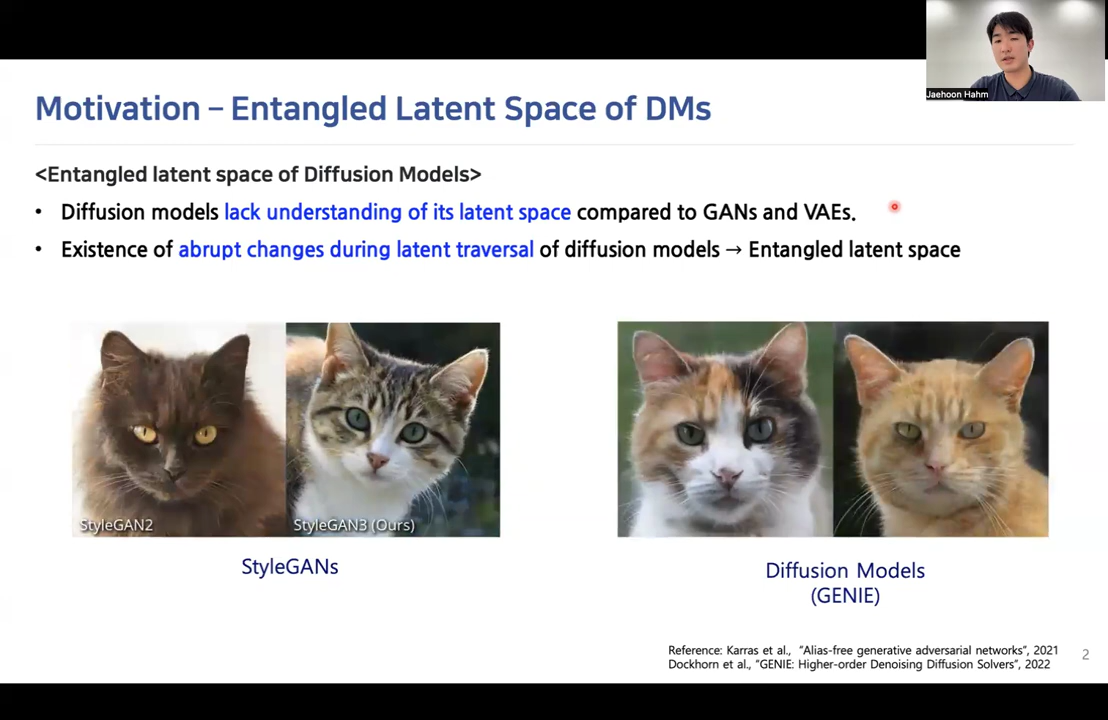 Jaehoon Hahm
Motivation – Entangled Latent Space of DMs
<Entangled latent space of Diffusion Models>
• Diffusion models lack understanding of its latent space compared to GANs and VAEs.
• Existence of abrupt changes during latent traversal of diffusion models → Entangled latent space
StyleGAN2
StyleGAN3 (Ours)
StyleGANs
Diffusion Models
(GENIE)
Reference: Karras et al., “Alias-free generative adversarial networks”, 2021
Dockhorn et al., “GENIE: Higher-order Denoising Diffusion Solvers”, 2022
2